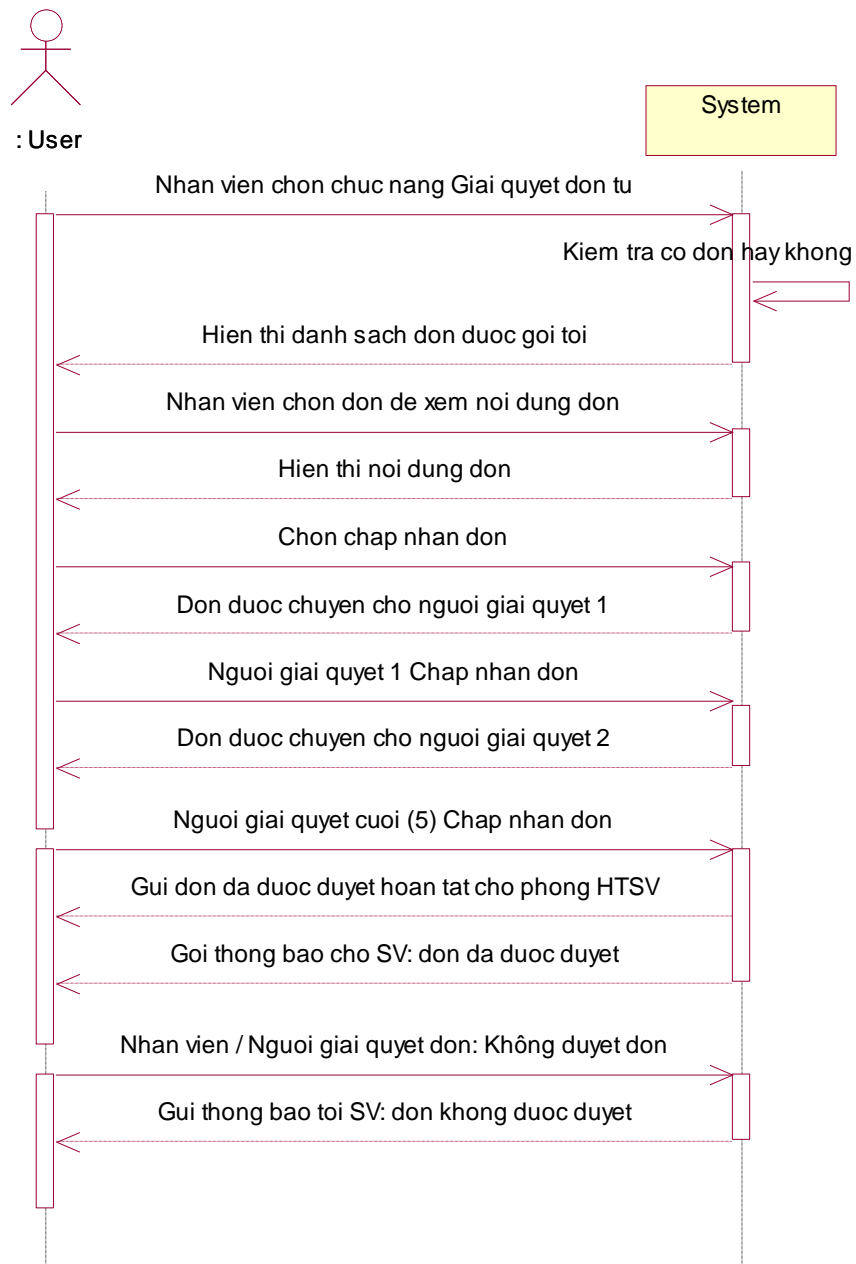 System
: User
Nhan vien chon chuc nang Giai quyet don tu
Kiem tra co don hay khong
Hien thi danh sach don duoc goi toi
Nhan vien chon don de xem noi dung don
Hien thi noi dung don
Chon chap nhan don
Don duoc chuyen cho nguoi giai quyet 1
Nguoi giai quyet 1 Chap nhan don
Don duoc chuyen cho nguoi giai quyet 2
Nguoi giai quyet cuoi (5) Chap nhan don
Gui don da duoc duyet hoan tat cho phong HTSV
Goi thong bao cho SV: don da duoc duyet
Nhan vien / Nguoi giai quyet don: Không duyet don
Gui thong bao toi SV: don khong duoc duyet